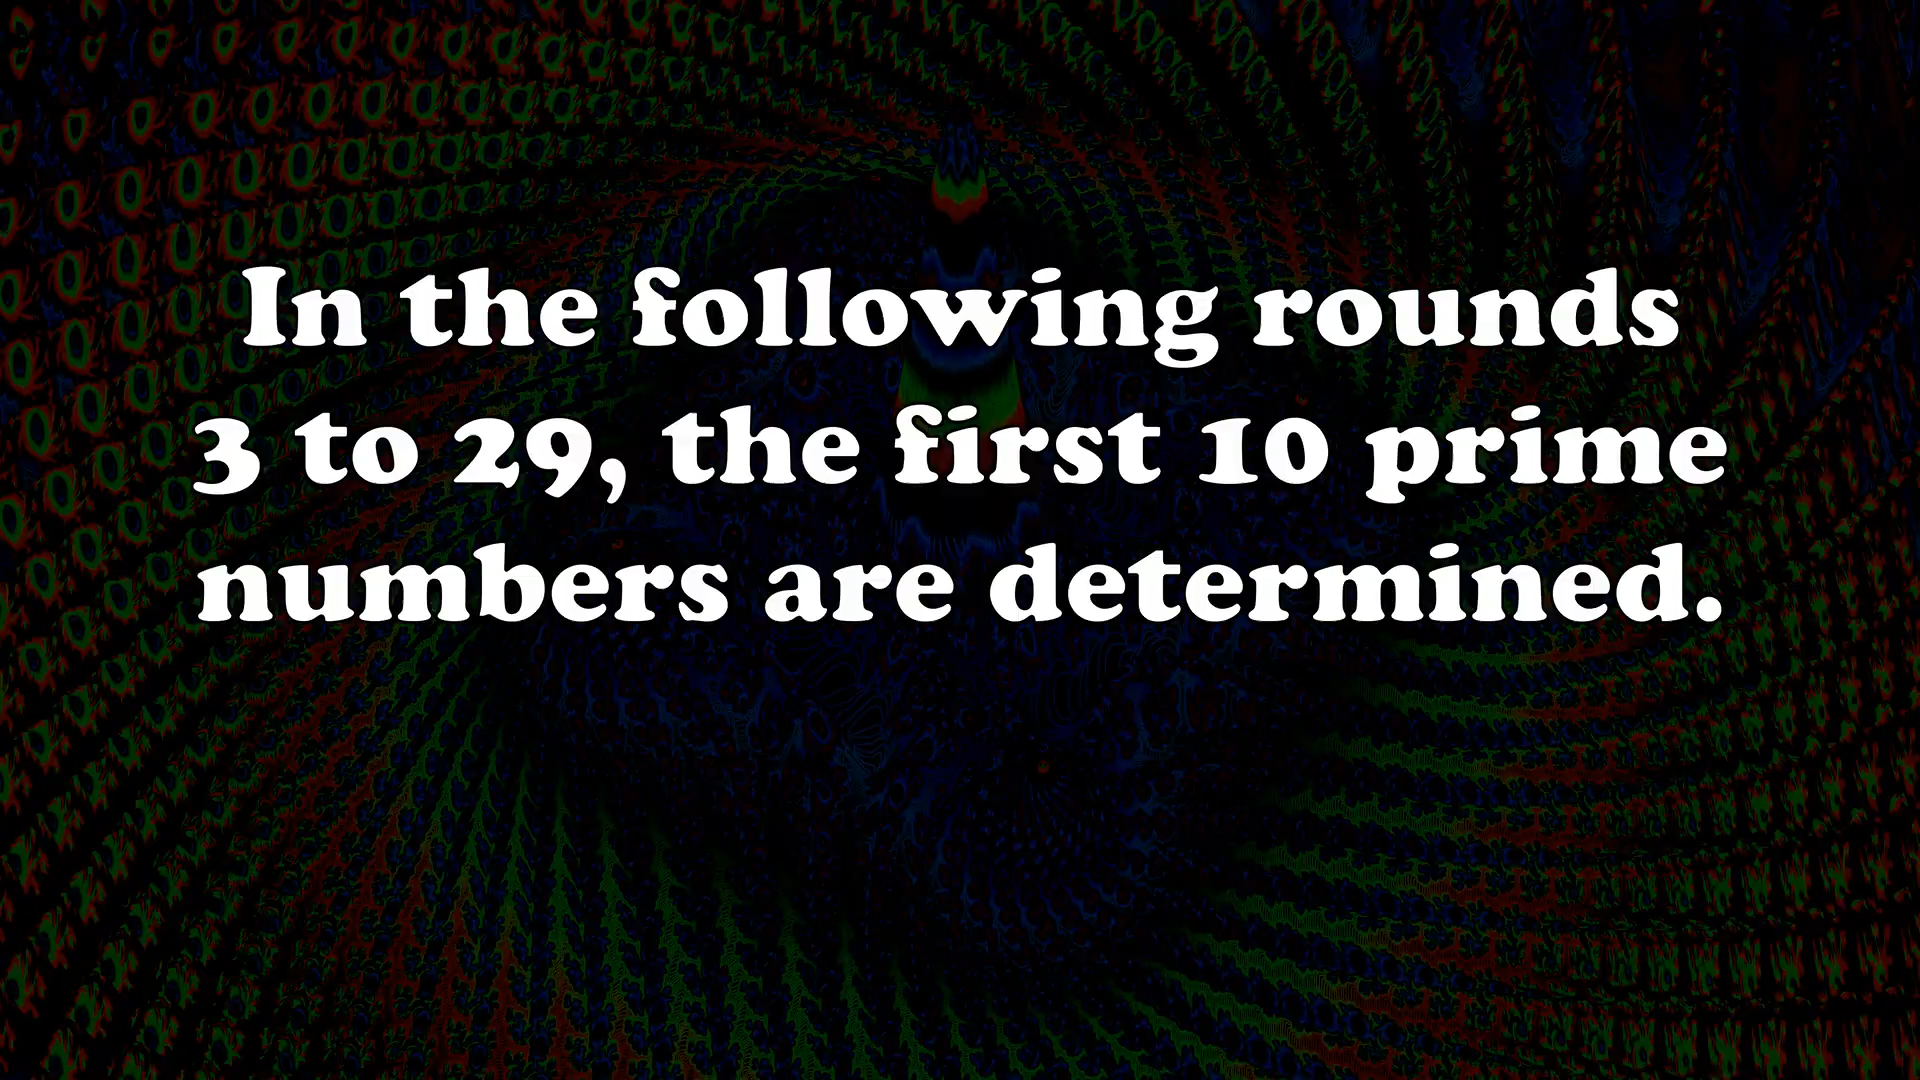 In the following rounds
3 to 29, the first 10 prime
numbers are determined.